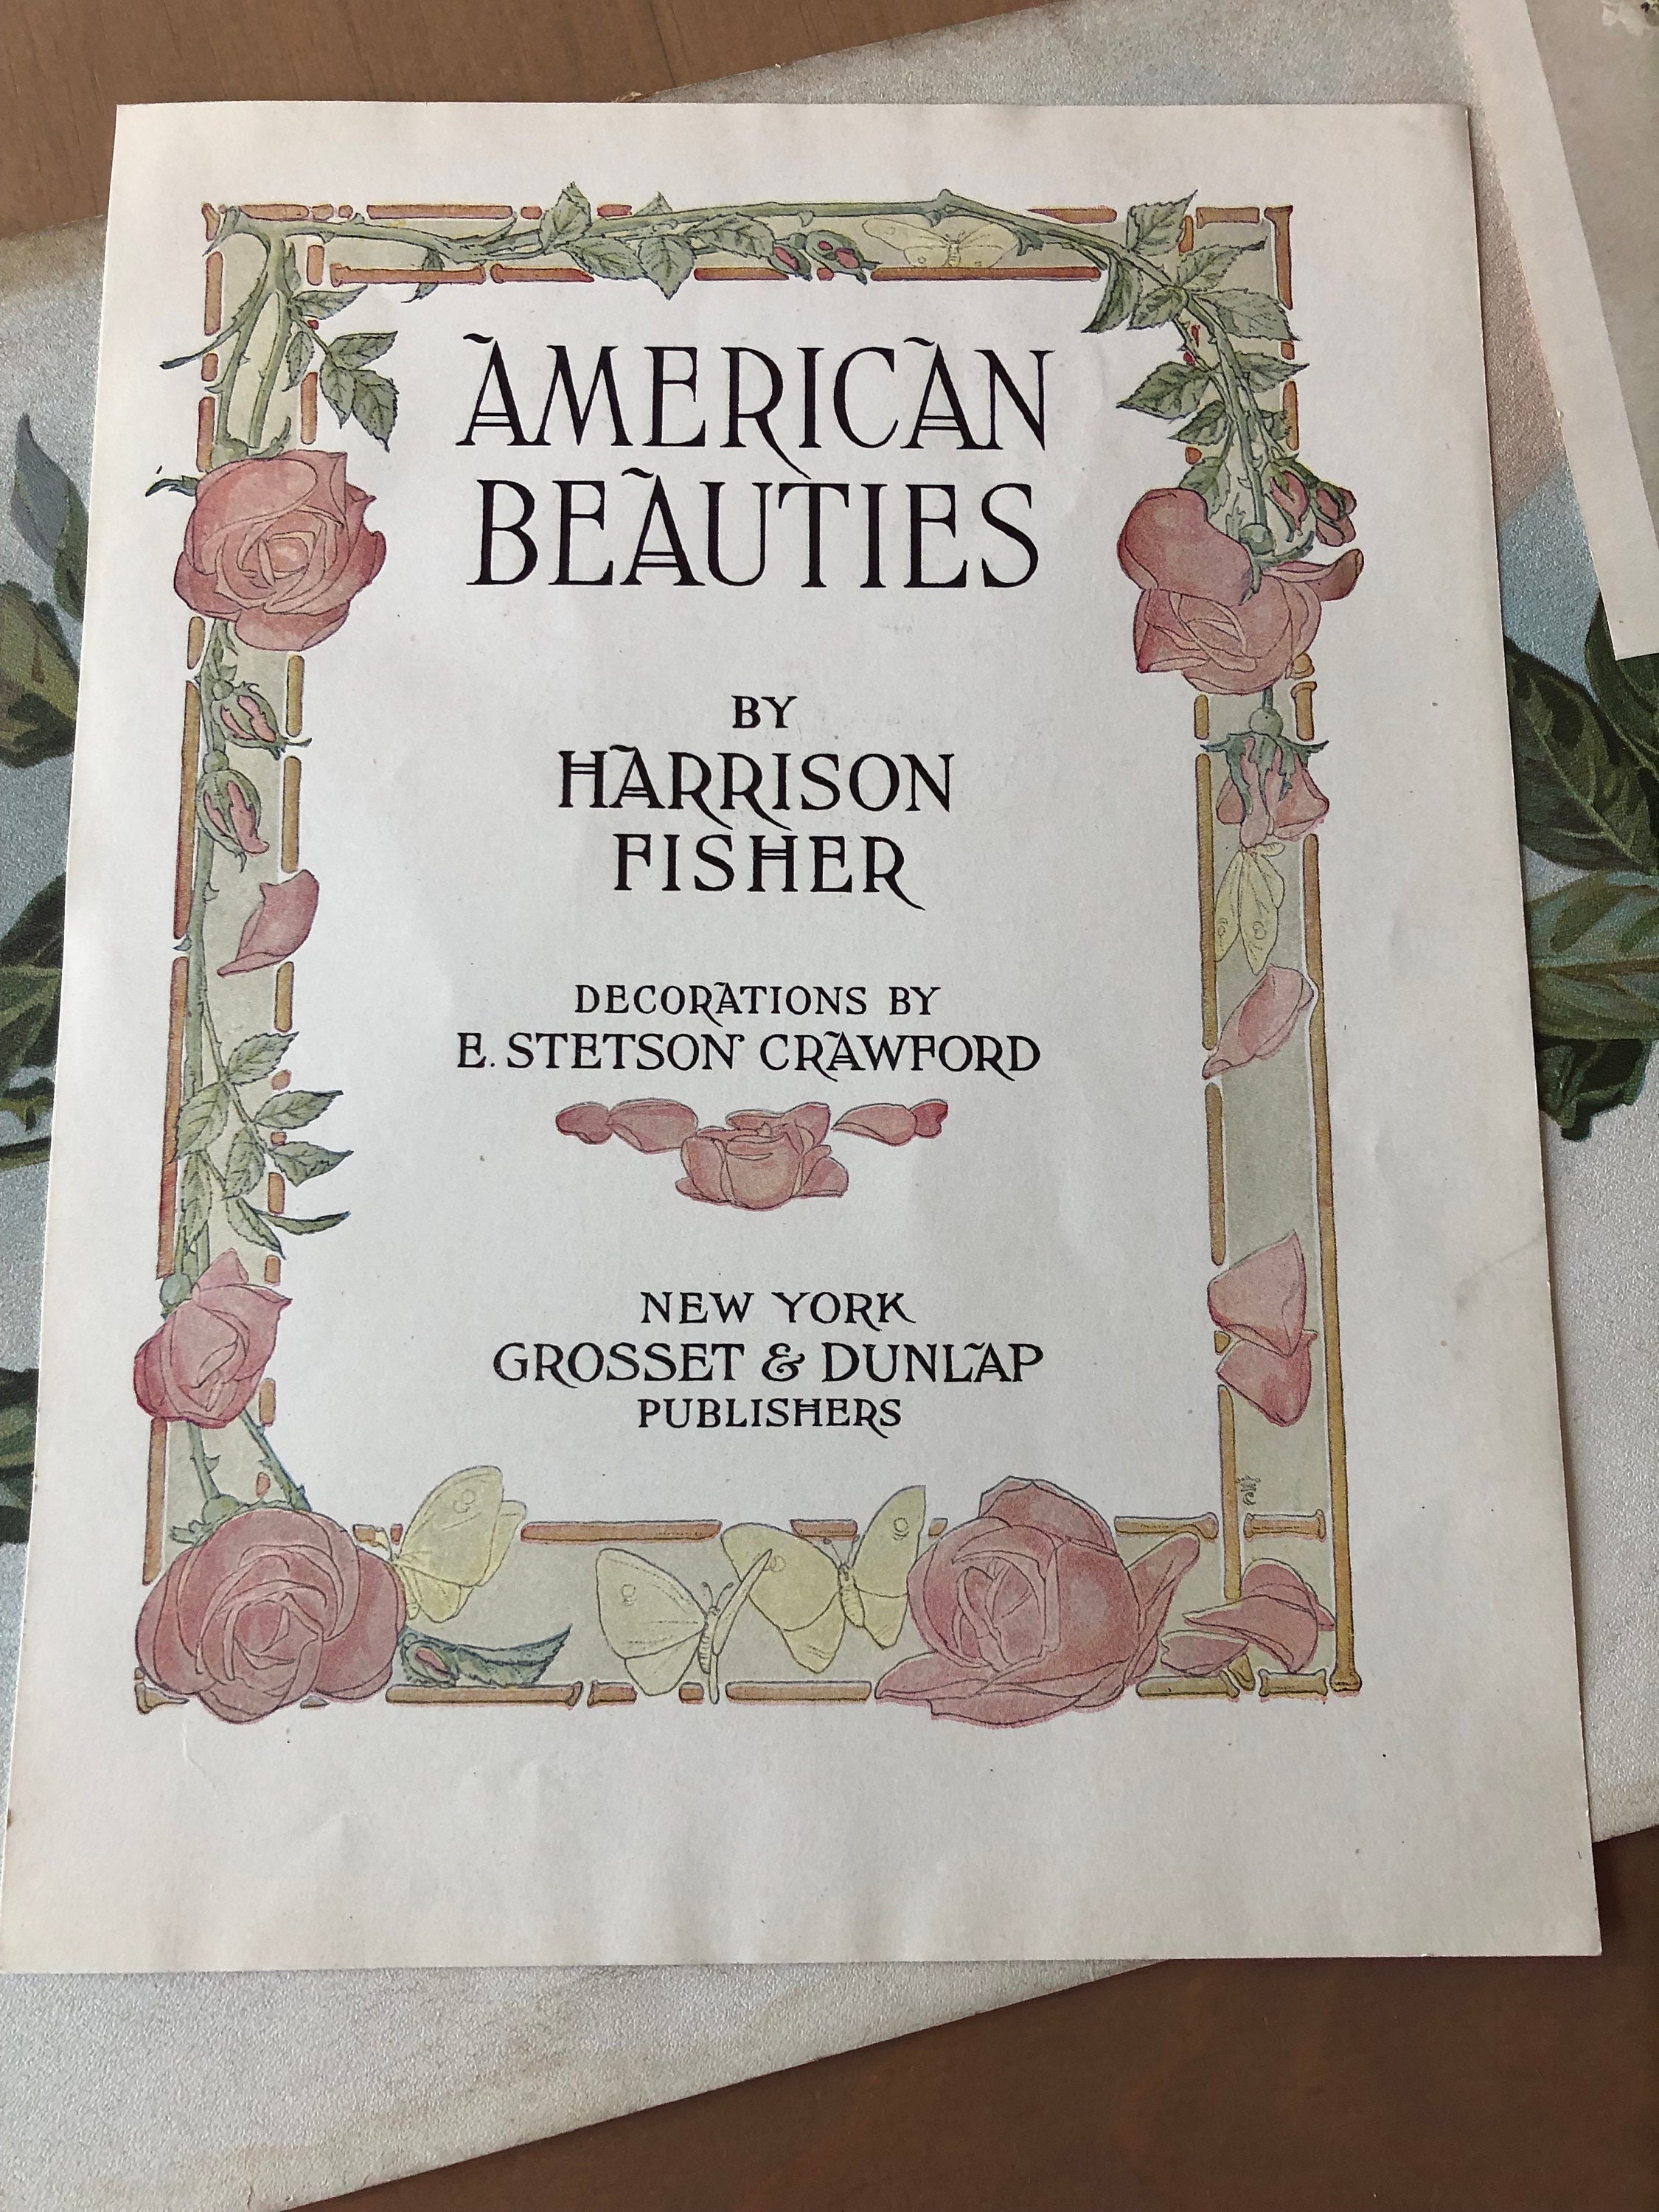 AMERICAN
BEAUTIES
BY
HARRISON
FISHER
DECORATIONS BY
E. STETSON CRAWFORD
NEW YORK
GROSSET & DUNLAP
PUBLISHERS